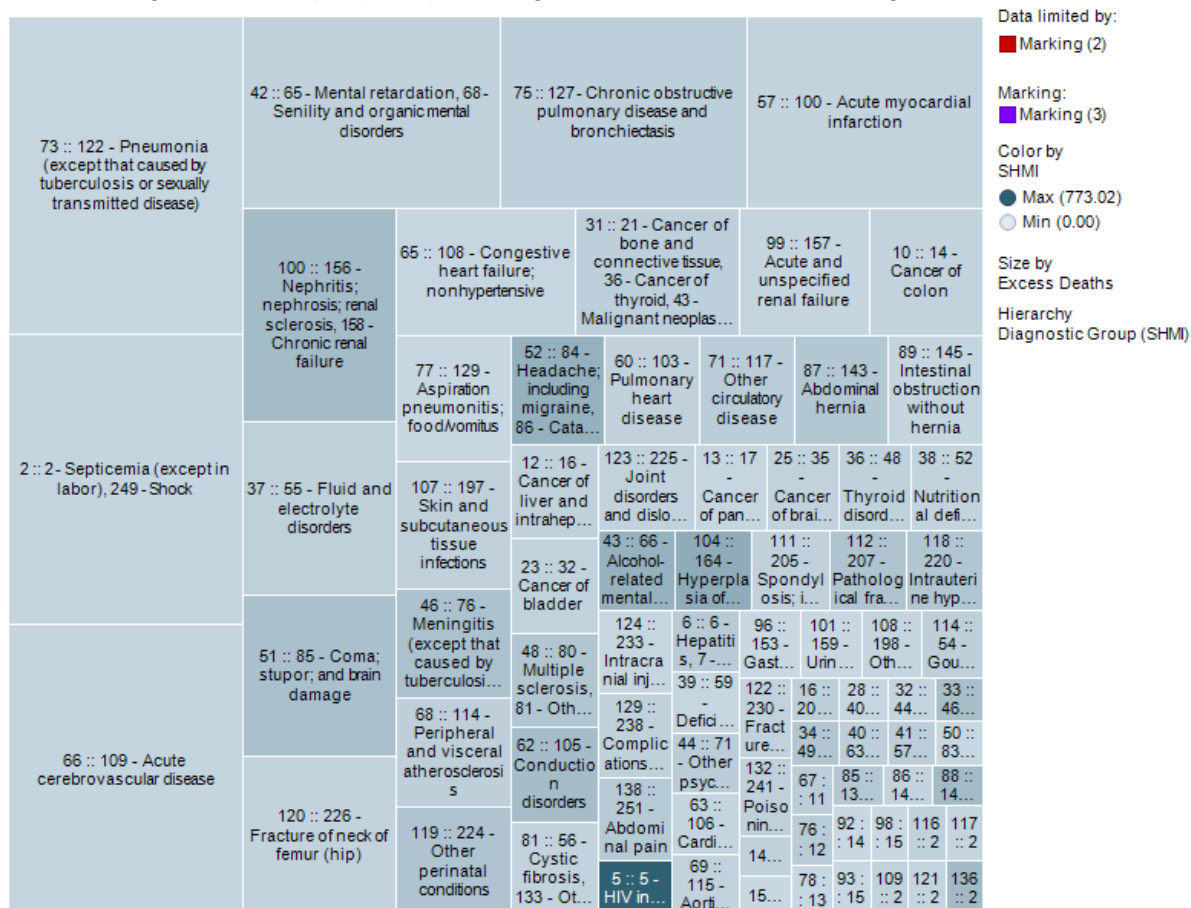 73 :: 122 - Pneumonia
(except that caused by
tuberculosis or sexually
transmitted disease)
2 :: 2 - Septicemia (except in
labor), 249 - Shock
66 :: 109 - Acute
cerebrovascular disease
42 :: 65 - Mental retardation, 68 -
Senility and organic mental
disorders
75 :: 127 - Chronic obstructive
pulmonary disease and
bronchiectasis
57 :: 100 - Acute myocardial
infarction
100 :: 156 -
Nephritis;
nephrosis; renal
sclerosis, 158 -
Chronic renal
failure
37 :: 55 - Fluid and
electrolyte
disorders
51 :: 85 - Coma;
stupor; and brain
damage
120 :: 226 -
Fracture of neck of
femur (hip)
65 :: 108 - Congestive
heart failure;
nonhypertensive
31 :: 21 - Cancer of
bone and
connective tissue,
36 - Cancer of
thyroid, 43 -
Malignant neoplas...
99 :: 157 -
Acute and
unspecified
renal failure
10 :: 14 -
Cancer of
colon
77 :: 129 -
Aspiration
pneumonitis;
food/vomitus
107 :: 197 -
Skin and
subcutaneous
tissue
infections
46 :: 76 -
Meningitis
(except that
caused by
tuberculosi...
68 :: 114 -
Peripheral
and visceral
atherosclerosi
s
119 :: 224 -
Other
perinatal
conditions
52 :: 84 -
Headache;
including
migraine,
86 - Cata...
60 :: 103 -
Pulmonary
heart
disease
71 :: 117 -
Other
circulatory
disease
87 :: 143 -
Abdominal
hernia
89 :: 145 -
Intestinal
obstruction
without
hernia
12 :: 16 -
Cancer of
liver and
intrahep...
23 :: 32 -
Cancer of
bladder
48 :: 80 -
Multiple
sclerosis,
81 - Oth...
62 :: 105 -
Conductio
n
disorders
81 :: 56 -
Cystic
fibrosis,
133 - Ot...
123 :: 225 -
Joint
disorders
and dislo...
13 :: 17
-
Cancer
of pan...
25 :: 35
-
Cancer
of brai...
36 :: 48
-
Thyroid
disord...
38 :: 52
-
Nutrition
al defi...
43 :: 66 -
Alcohol-
related
mental...
104 ::
164 -
Hyperpla
sia of...
111 ::
205 -
Spondyl
osis; i...
112 ::
207 -
Patholog
ical fra...
118 ::
220 -
Intrauteri
ne hyp...
124 ::
233 -
Intracra
nial inj...
129 ::
238 -
Complic
ations...
138 ::
251 -
Abdomi
nal pain
5 :: 5 -
HIV in...
6 :: 6 -
Hepatiti
s, 7 -...
39 :: 59
-
Defici...
44 :: 71
- Other
psyc...
63 ::
106 -
Cardi...
69 ::
115 -
Aorti...
96 ::
153 -
Gast...
101 ::
159 -
Urin...
108 ::
198 -
Oth...
114 ::
54 -
Gou...
122 ::
230 -
Fract
ure...
132 ::
241 -
Poiso
nin...
14...
15...
16 ::
20...
28 ::
40...
32 ::
44...
33 ::
46...
34 ::
49...
40 ::
63...
41 ::
57...
50 ::
83...
67 :
: 11
85 ::
13...
86 ::
14...
88 ::
14...
76 :
: 12
92 :
: 14
98 :
: 15
116
:: 2
117
:: 2
78 :
: 13
93 :
: 15
109
:: 2
121
:: 2
136
:: 2
Data limited by:
Marking (2)
Marking:
Marking (3)
Color by
SHMI
Max (773.02)
Min (0.00)
Size by
Excess Deaths
Hierarchy
Diagnostic Group (SHMI)